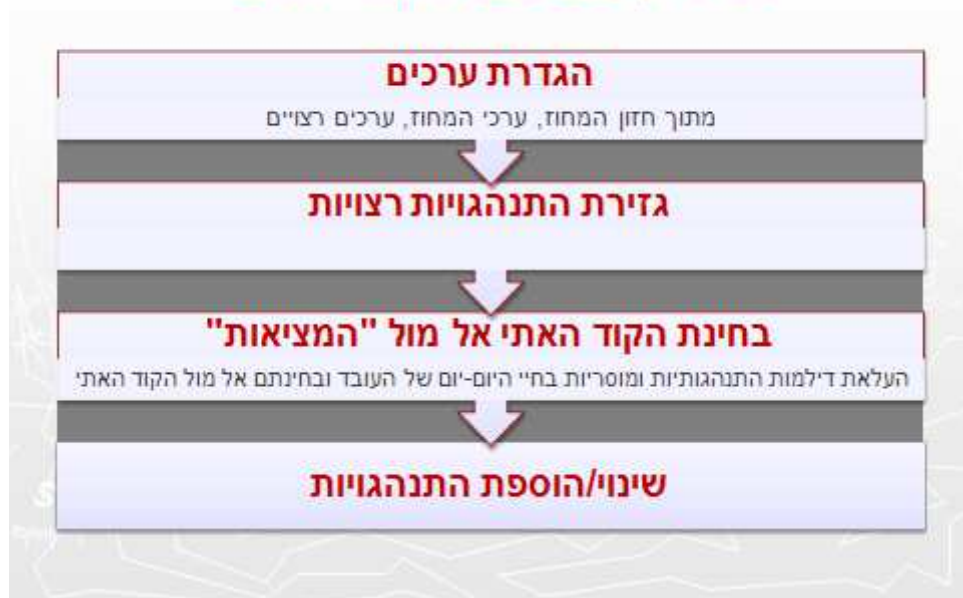 הגדרת ערכים
מתוך חזון המחוז, ערכי המחוז, ערכים רצויים
גזירת התנהגויות רצויות
בחינת הקוד האתי אל מול "המציאות"
העלאת דילמות התנהגותיות ומוסריות בחיי היום-יום של העובד ובחינתם אל מול הקוד האתי
שינוי/הוספת התנהגויות